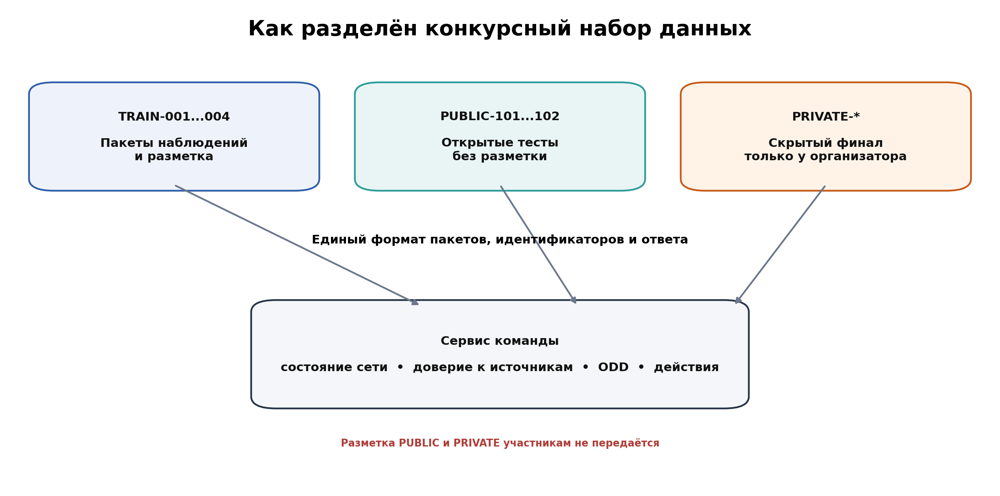 Как разделён конкурсный набор данных
TRAIN-001...004
Пакеты наблюдений
и разметка
PUBLIC-101...102
Открытые тесты
без разметки
PRIVATE-*
Скрытый финал
только у организатора
Единый формат пакетов, идентификаторов и ответа
Сервис команды
состояние сети • доверие к источникам • ODD • действия
Разметка PUBLIC и PRIVATE участникам не передаётся